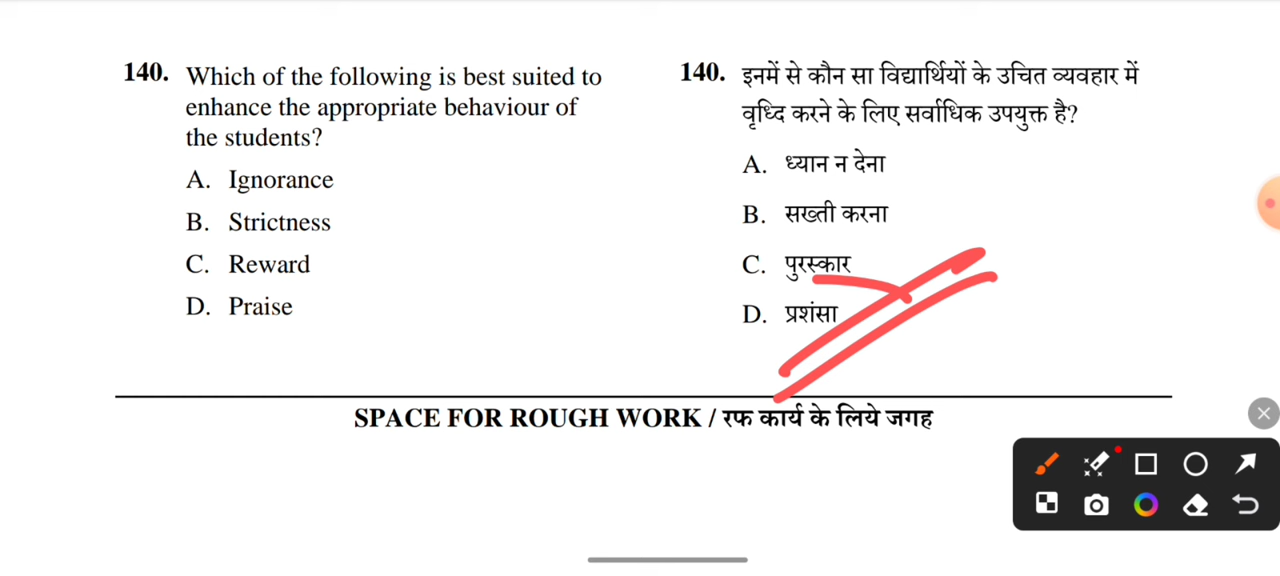 140. Which of the following is best suited to
enhance the appropriate behaviour of
the students?
A. Ignorance
B. Strictness
C. Reward
D. Praise
140. इनमें से कौन सा विद्यार्थियों के उचित व्यवहार में
वृध्दि करने के लिए सर्वाधिक उपयुक्त है?
A. ध्यान न देना
B. सख्ती करना
C. पुरस्कार
D. प्रशंसा
SPACE FOR ROUGH WORK / रफ कार्य के लिये जगह